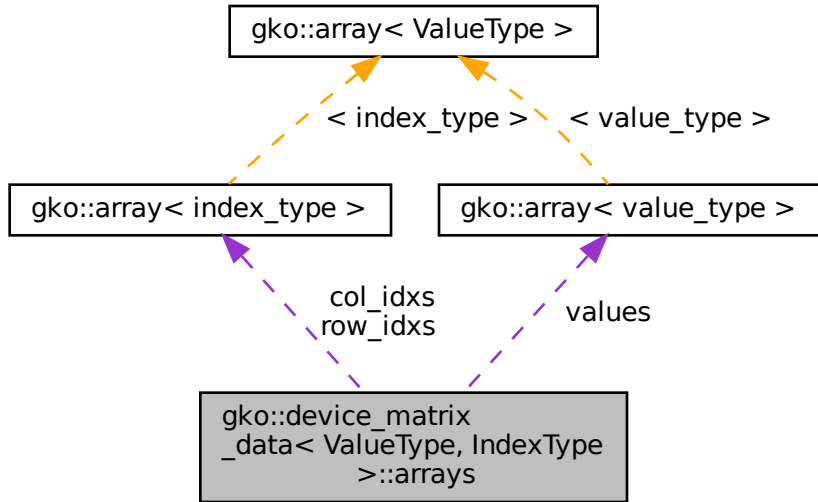 gko::array< ValueType >
< index_type >
< value_type >
gko::array< index_type >
gko::array< value_type >
col_idxs
row_idxs
values
gko::device_matrix
_data< ValueType, IndexType
>::arrays